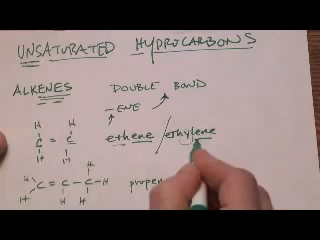 UNSATURATED HYDROCARBONS
ALKENES DOUBLE BOND
-ENE
H H
C = C ethene / ethylene
H H
H H
C = C - C - H propen
H H H